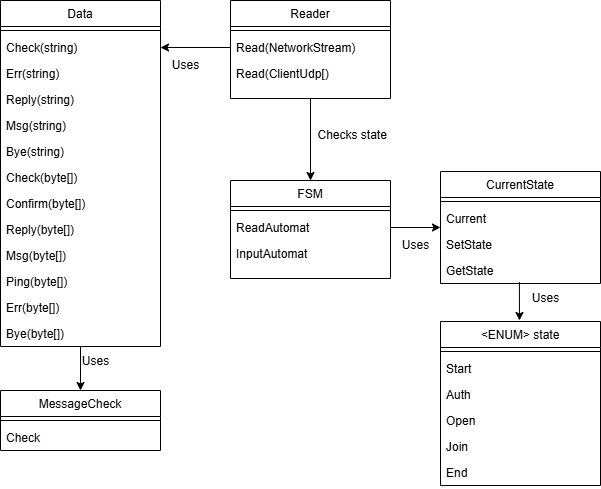 Data
Check(string)
Err(string)
Reply(string)
Msg(string)
Bye(string)
Check(byte[])
Confirm(byte[])
Reply(byte[])
Msg(byte[])
Ping(byte[])
Err(byte[])
Bye(byte[])
Uses
Reader
Read(NetworkStream)
Read(ClientUdp[)
Checks state
Uses
MessageCheck
Check
FSM
ReadAutomat
InputAutomat
Uses
CurrentState
Current
SetState
GetState
Uses
<ENUM> state
Start
Auth
Open
Join
End